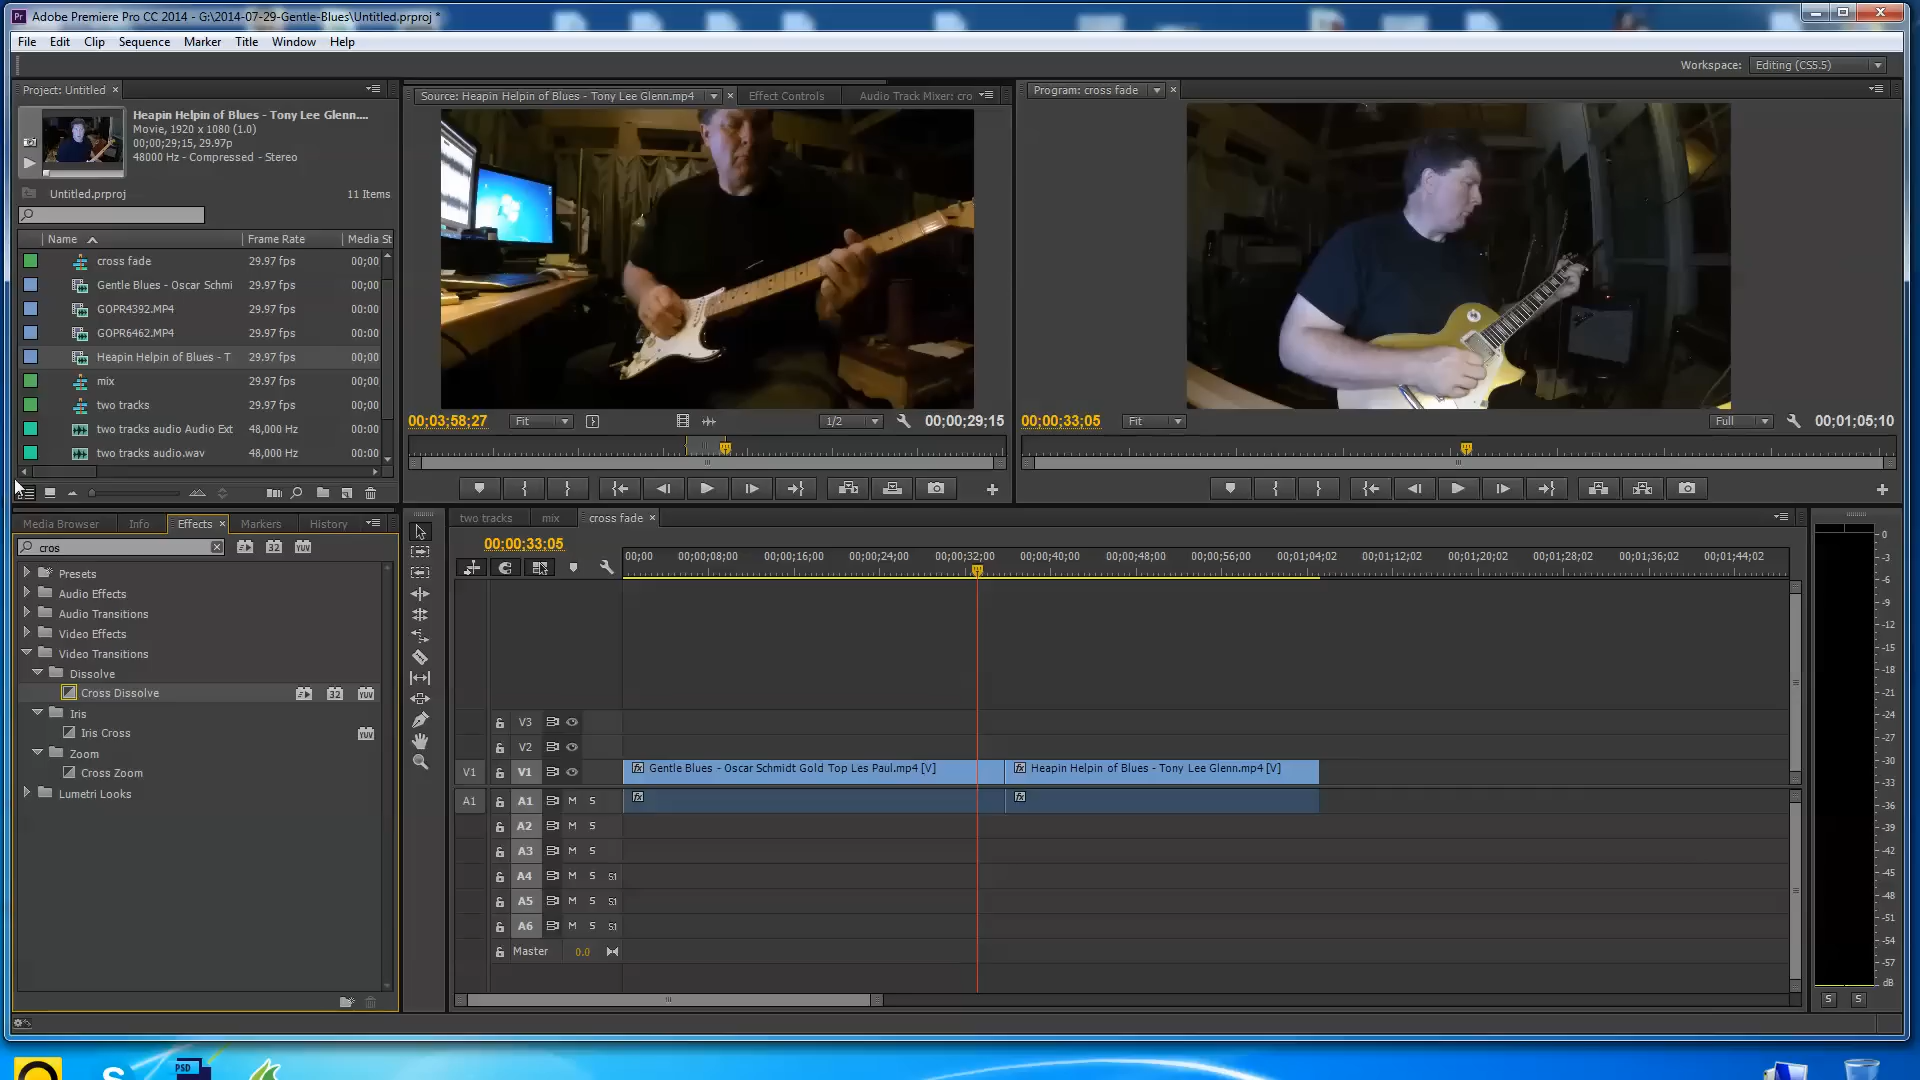 Adobe Premiere Pro CC 2014 - G:\2014-07-29-Gentle-Blues\Untitled.prproj *
File Edit Clip Sequence Marker Title Window Help
Workspace: Editing (CS5.5)
Project: Untitled
Heapin Helpin of Blues - Tony Lee Glenn....
Movie, 1920 x 1080 (1.0)
00;00;29;15, 29.97p
48000 Hz - Compressed - Stereo
Untitled.prproj 11 Items
Name Frame Rate Media St
cross fade 29.97 fps 00;00
Gentle Blues - Oscar Schmi 29.97 fps 00;00
GOPR4392.MP4 29.97 fps 00:00
GOPR6462.MP4 29.97 fps 00:00
Heapin Helpin of Blues - T 29.97 fps 00;00
mix 29.97 fps 00;00
two tracks 29.97 fps 00;00
two tracks audio Audio Ext 48,000 Hz 00:00
two tracks audio.wav 48,000 Hz 00:00
Source: Heapin Helpin of Blues - Tony Lee Glenn.mp4 Effect Controls Audio Track Mixer: cro
00;03;58;27 Fit 1/2 00;00;29;15
Program: cross fade
00;00;33;05 Fit Full 00;01;05;10
Media Browser Info Effects Markers History
cros
32 YUV
Presets
Audio Effects
Audio Transitions
Video Effects
Video Transitions
Dissolve
Cross Dissolve 32 YUV
Iris
Iris Cross YUV
Zoom
Cross Zoom
Lumetri Looks
two tracks mix cross fade
00;00;33;05
;00;00 00;00;08;00 00;00;16;00 00;00;24;00 00;00;32;00 00;00;40;00 00;00;48;00 00;00;56;00 00;01;04;02 00;01;12;02 00;01;20;02 00;01;28;02 00;01;36;02 00;01;44;02
V3
V2
V1 V1 fx Gentle Blues - Oscar Schmidt Gold Top Les Paul.mp4 [V] fx Heapin Helpin of Blues - Tony Lee Glenn.mp4 [V]
A1 A1 M S fx fx
A2 M S
A3 M S
A4 M S S1
A5 M S S1
A6 M S S1
Master 0.0
0
-3
-6
-9
-12
-15
-18
-21
-24
-27
-30
-33
-36
-39
-42
-45
-48
-51
-54
-57
dB
S S
PSD